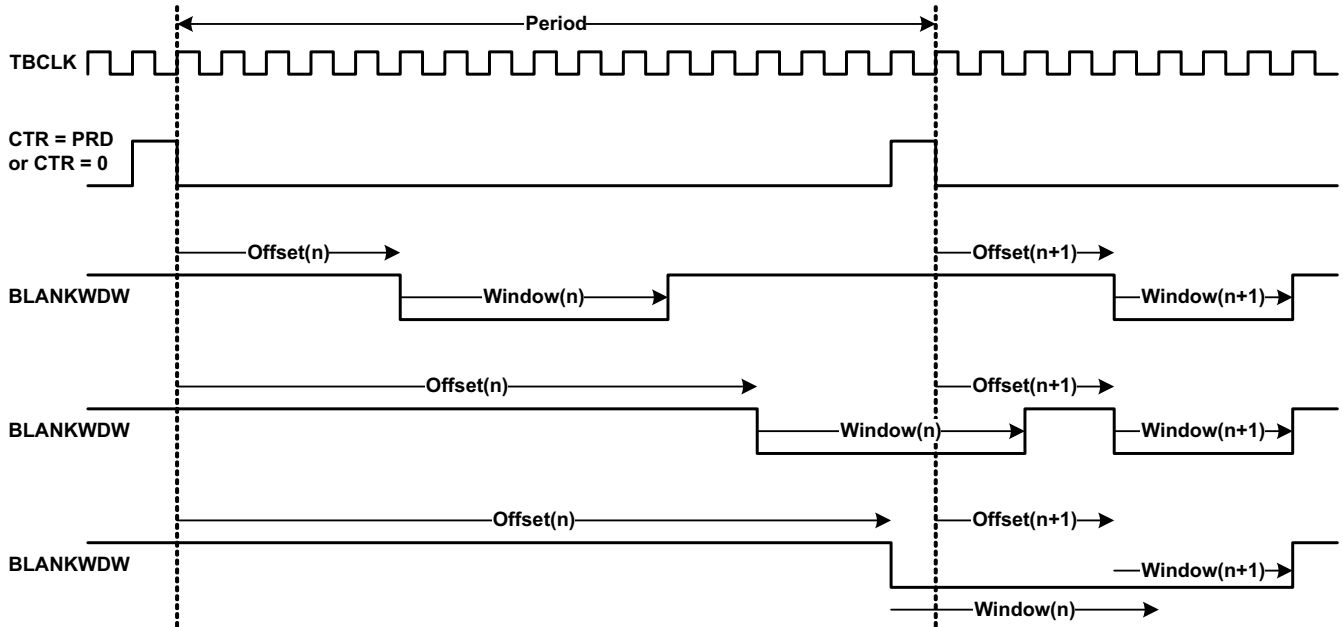 Period
TBCLK
CTR = PRD
or CTR = 0
Offset(n)
Offset(n+1)
BLANKWDW
Window(n)
Window(n+1)
Offset(n)
Offset(n+1)
BLANKWDW
Window(n)
Window(n+1)
Offset(n)
Offset(n+1)
BLANKWDW
Window(n+1)
Window(n)